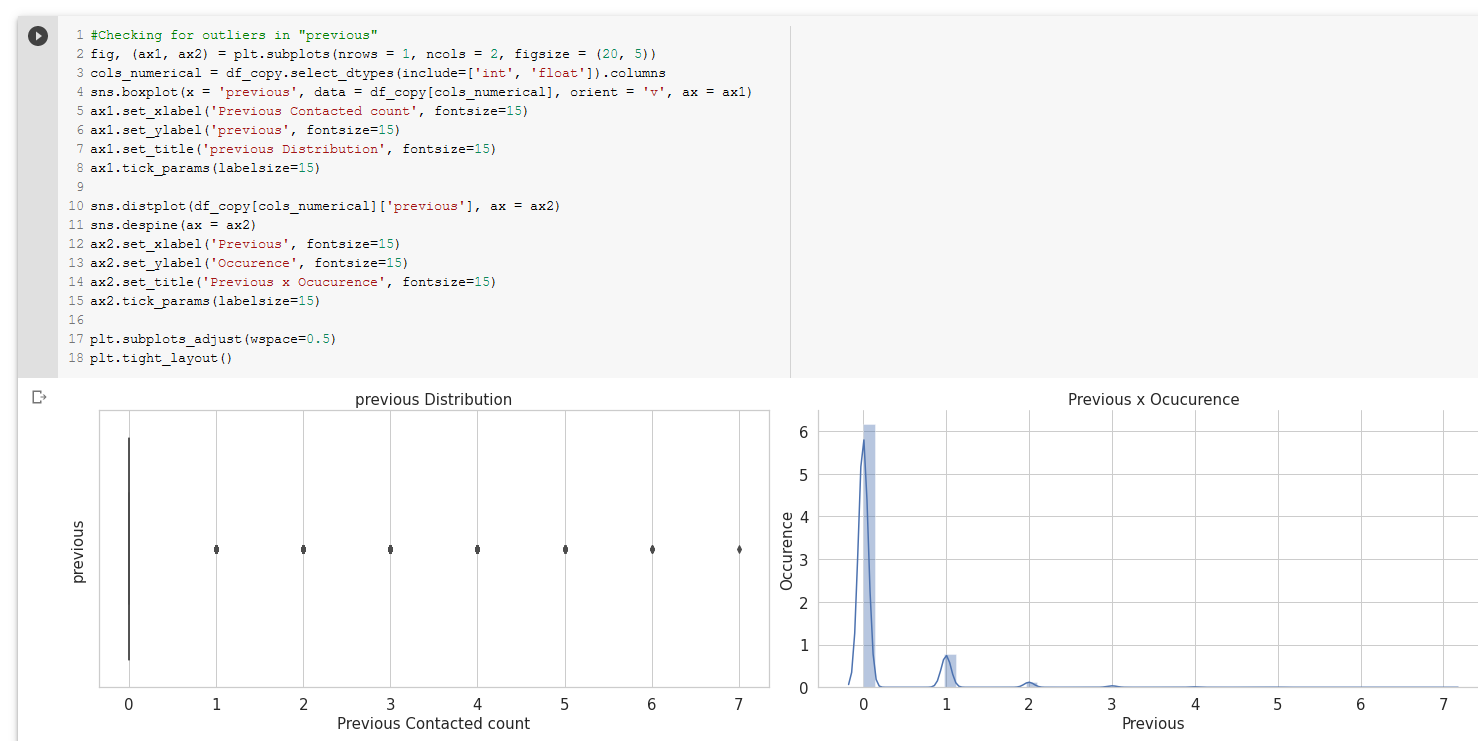 1 #Checking for outliers in "previous"
2 fig, (ax1, ax2) = plt.subplots(nrows = 1, ncols = 2, figsize = (20, 5))
3 cols_numerical = df_copy.select_dtypes(include=['int', 'float']).columns
4 sns.boxplot(x = 'previous', data = df_copy[cols_numerical], orient = 'v', ax = ax1)
5 ax1.set_xlabel('Previous Contacted count', fontsize=15)
6 ax1.set_ylabel('previous', fontsize=15)
7 ax1.set_title('previous Distribution', fontsize=15)
8 ax1.tick_params(labelsize=15)
9
10 sns.distplot(df_copy[cols_numerical]['previous'], ax = ax2)
11 sns.despine(ax = ax2)
12 ax2.set_xlabel('Previous', fontsize=15)
13 ax2.set_ylabel('Occurence', fontsize=15)
14 ax2.set_title('Previous x Ocucurence', fontsize=15)
15 ax2.tick_params(labelsize=15)
16
17 plt.subplots_adjust(wspace=0.5)
18 plt.tight_layout()
previous Distribution
previous
0 1 2 3 4 5 6 7
Previous Contacted count
Previous x Ocucurence
Occurence
6
5
4
3
2
1
0
0 1 2 3 4 5 6 7
Previous